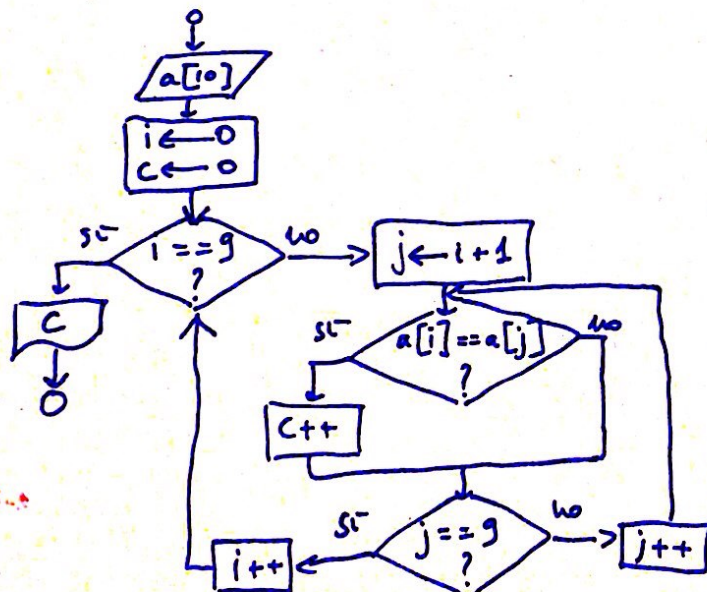 a[10]
i ← 0
c ← 0
i == 9
?
si
no
c
j ← i + 1
a[i] == a[j]
?
si
no
c++
j == 9
?
si
no
i++
j++